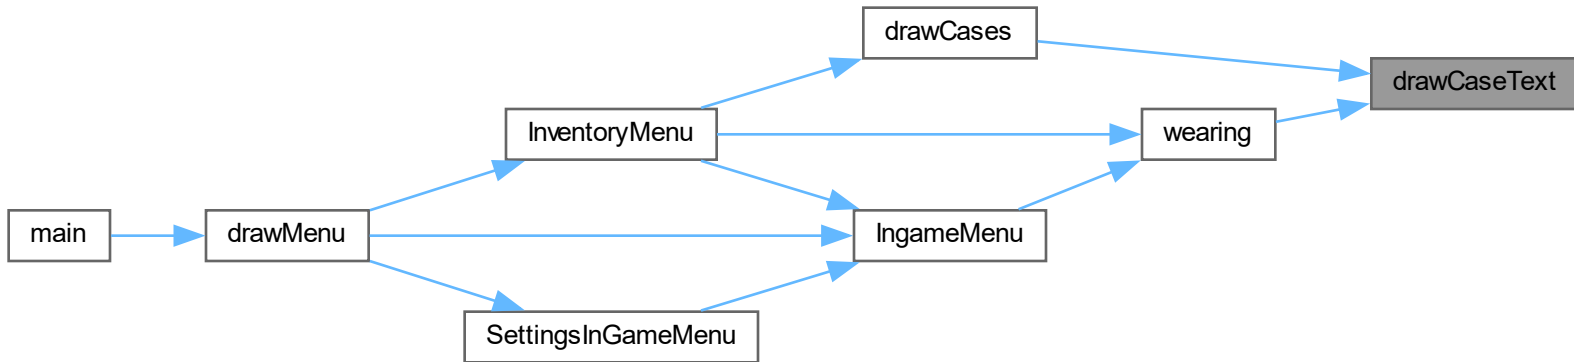 drawCases
drawCaseText
InventoryMenu
wearing
main
drawMenu
IngameMenu
SettingsInGameMenu